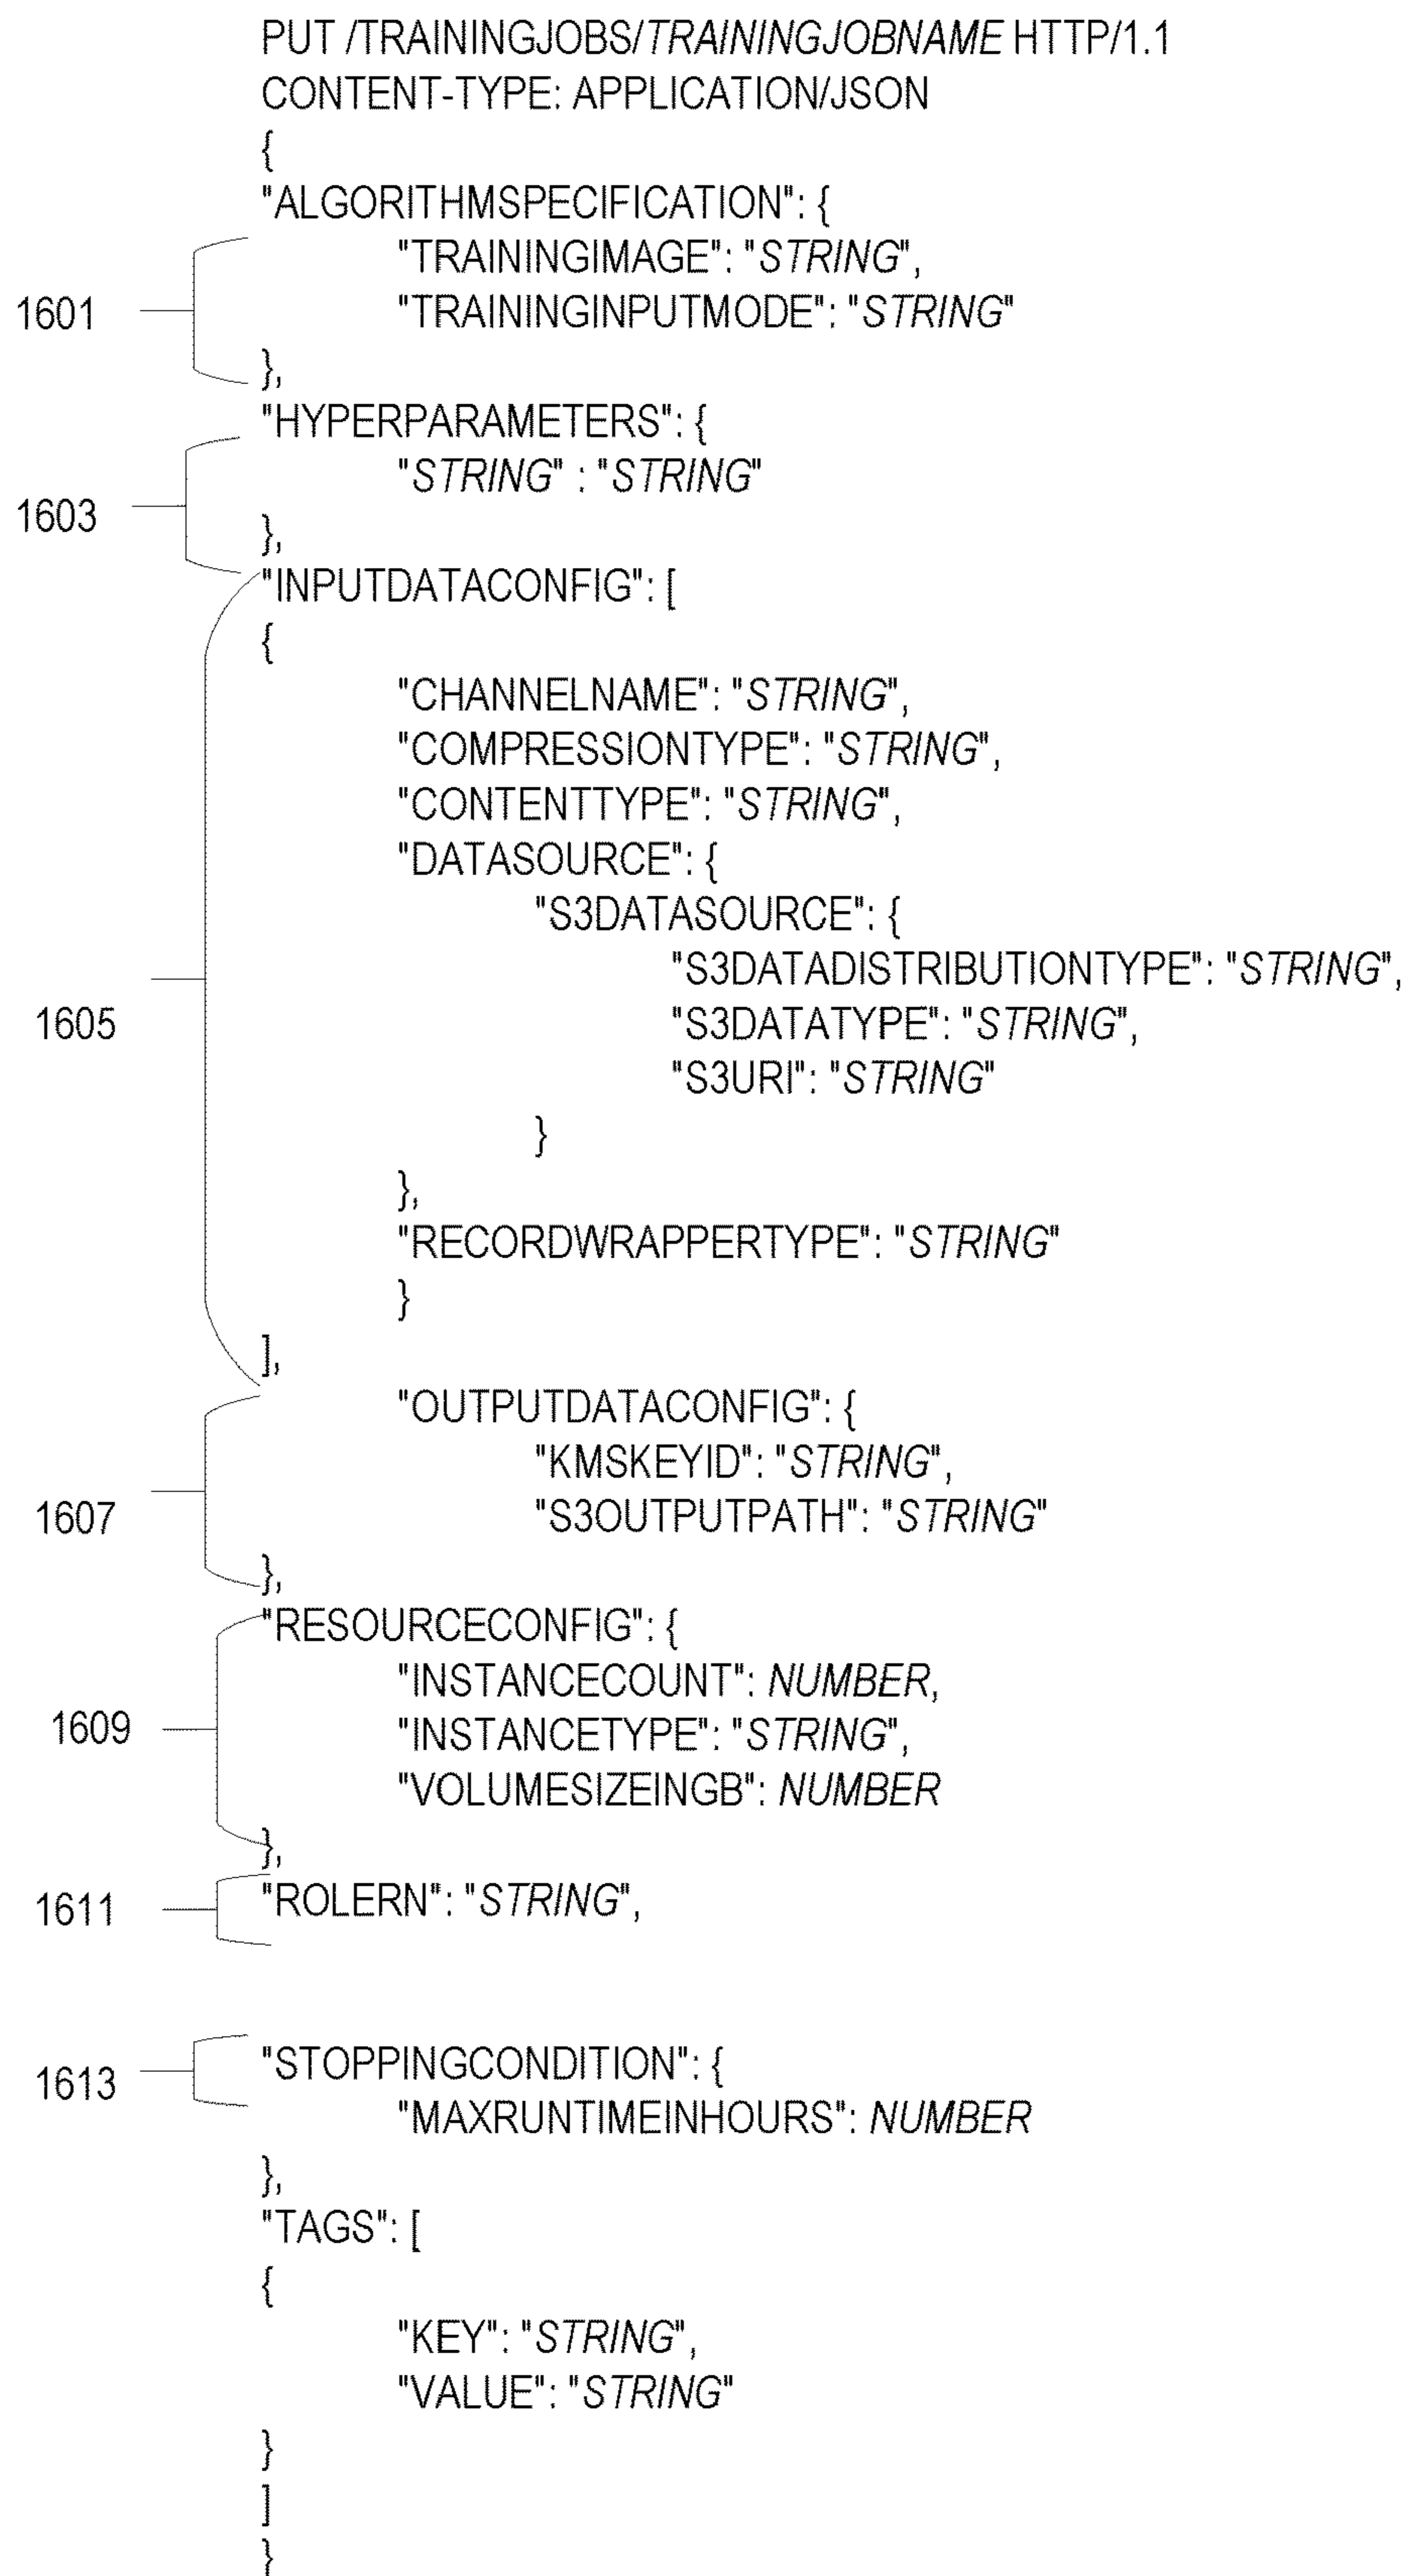 PUT /TRAININGJOBS/TRAININGJOBNAME HTTP/1.1
CONTENT-TYPE: APPLICATION/JSON
{
"ALGORITHMSPECIFICATION": {
"TRAININGIMAGE": "STRING",
1601 "TRAININGINPUTMODE": "STRING"
},
"HYPERPARAMETERS": {
"STRING" : "STRING"
1603 },
"INPUTDATACONFIG": [
{
"CHANNELNAME": "STRING",
"COMPRESSIONTYPE": "STRING",
"CONTENTTYPE": "STRING",
"DATASOURCE": {
"S3DATASOURCE": {
"S3DATADISTRIBUTIONTYPE": "STRING",
1605 "S3DATATYPE": "STRING",
"S3URI": "STRING"
}
},
"RECORDWRAPPERTYPE": "STRING"
}
],
"OUTPUTDATACONFIG": {
"KMSKEYID": "STRING",
1607 "S3OUTPUTPATH": "STRING"
},
"RESOURCECONFIG": {
"INSTANCECOUNT": NUMBER,
1609 "INSTANCETYPE": "STRING",
"VOLUMESIZEINGB": NUMBER
},
1611 "ROLERN": "STRING",
1613 "STOPPINGCONDITION": {
"MAXRUNTIMEINHOURS": NUMBER
},
"TAGS": [
{
"KEY": "STRING",
"VALUE": "STRING"
}
]
}